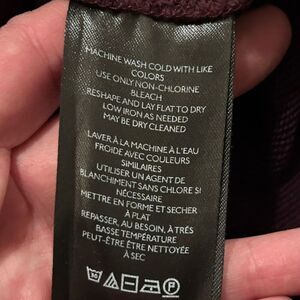 MACHINE WASH COLD WITH LIKE
COLORS
USE ONLY NON-CHLORINE
BLEACH
RESHAPE AND LAY FLAT TO DRY
LOW IRON AS NEEDED
MAY BE DRY CLEANED
LAVER À LA MACHINE À L'EAU
FROIDE AVEC COULEURS
SIMILAIRES
UTILISER UN AGENT DE
BLANCHIMENT SANS CHLORE SI
NÉCESSAIRE
METTRE EN FORME ET SECHER
À PLAT
REPASSER, AU BESOIN, À TRÈS
BASSE TEMPÉRATURE
PEUT-ÊTRE ÊTRE NETTOYÉE
À SEC
30
P